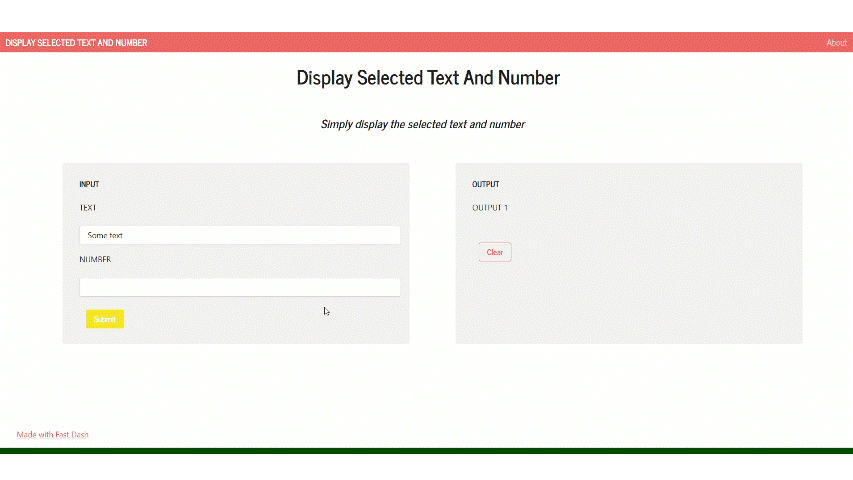 DISPLAY SELECTED TEXT AND NUMBER
About
Display Selected Text And Number
Simply display the selected text and number
INPUT
TEXT
Some text
NUMBER
Submit
OUTPUT
OUTPUT 1
Clear
Made with Fast Dash